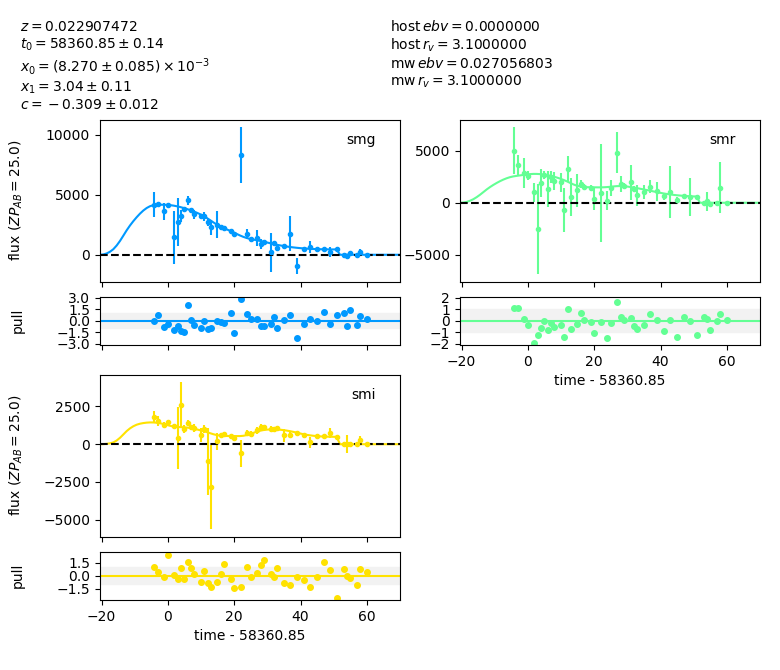 z = 0.022907472
t₀ = 58360.85 ± 0.14
x₀ = (8.270 ± 0.085) × 10⁻³
x₁ = 3.04 ± 0.11
c = −0.309 ± 0.012
host ebv = 0.0000000
host r_v = 3.1000000
mw ebv = 0.027056803
mw r_v = 3.1000000
smg
10000
5000
0
flux (ZP_AB = 25.0)
3.0
1.5
0.0
−1.5
−3.0
pull
smr
5000
0
−5000
2
1
0
−1
−2
−20 0 20 40 60
time - 58360.85
smi
2500
0
−2500
−5000
flux (ZP_AB = 25.0)
1.5
0.0
−1.5
pull
−20 0 20 40 60
time - 58360.85